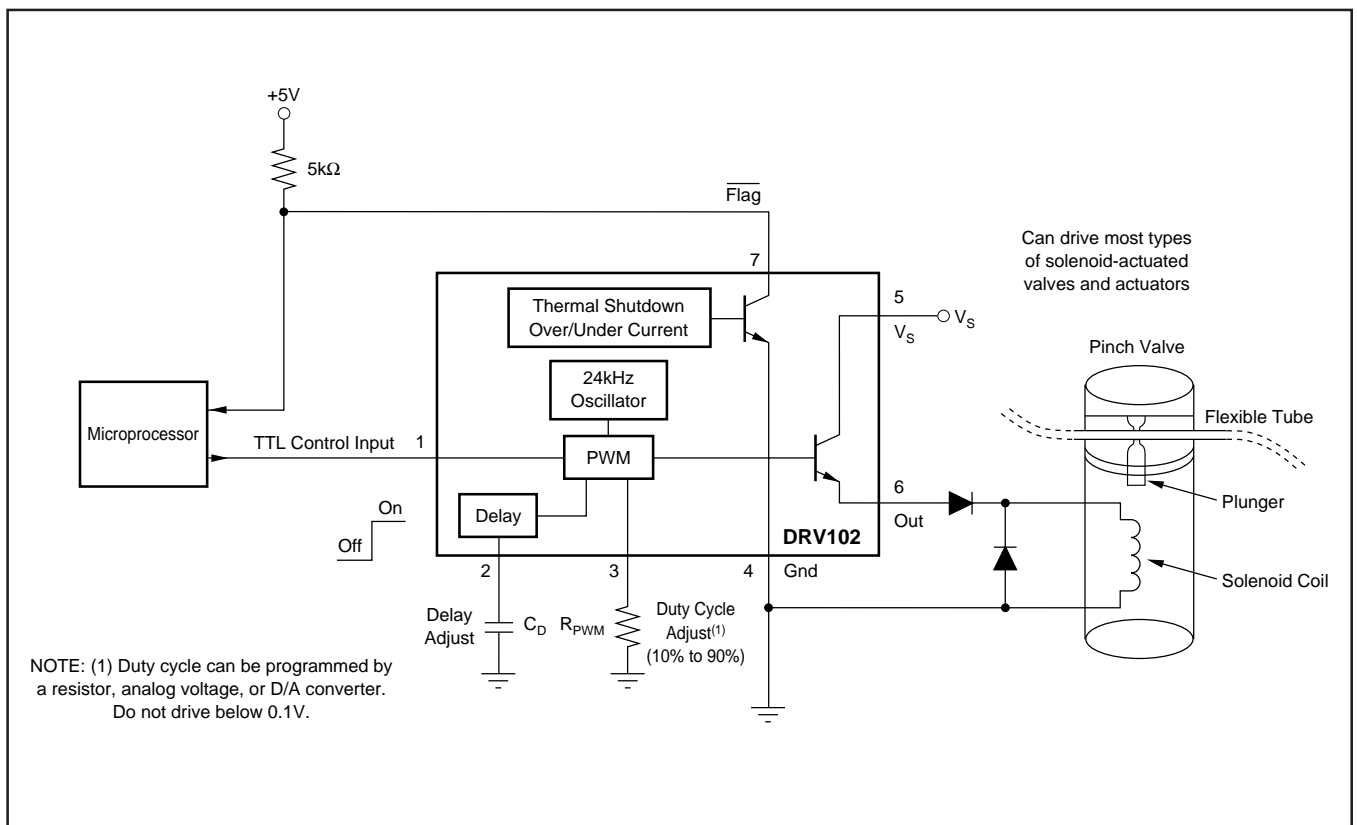 +5V
5kΩ
Flag
7
Can drive most types
of solenoid-actuated
valves and actuators
Thermal Shutdown
Over/Under Current
5
V_S
V_S
Pinch Valve
24kHz
Oscillator
Flexible Tube
Microprocessor
TTL Control Input
1
PWM
Plunger
On
Off
Delay
6
Out
DRV102
Solenoid Coil
2
3
4
Gnd
Delay
Adjust
C_D
R_PWM
Duty Cycle
Adjust(1)
(10% to 90%)
NOTE: (1) Duty cycle can be programmed by
a resistor, analog voltage, or D/A converter.
Do not drive below 0.1V.